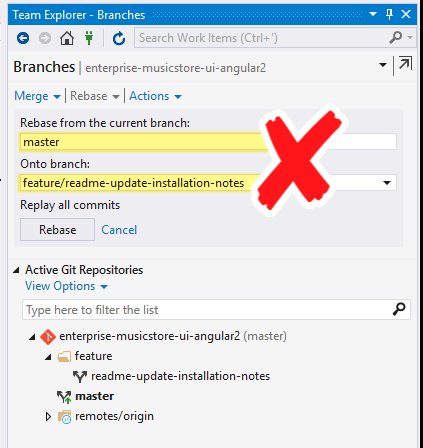 Team Explorer - Branches
Search Work Items (Ctrl+')
Branches | enterprise-musicstore-ui-angular2
Merge | Rebase | Actions
Rebase from the current branch:
master
Onto branch:
feature/readme-update-installation-notes
Replay all commits
Rebase Cancel
Active Git Repositories
View Options
Type here to filter the list
enterprise-musicstore-ui-angular2 (master)
feature
readme-update-installation-notes
master
remotes/origin